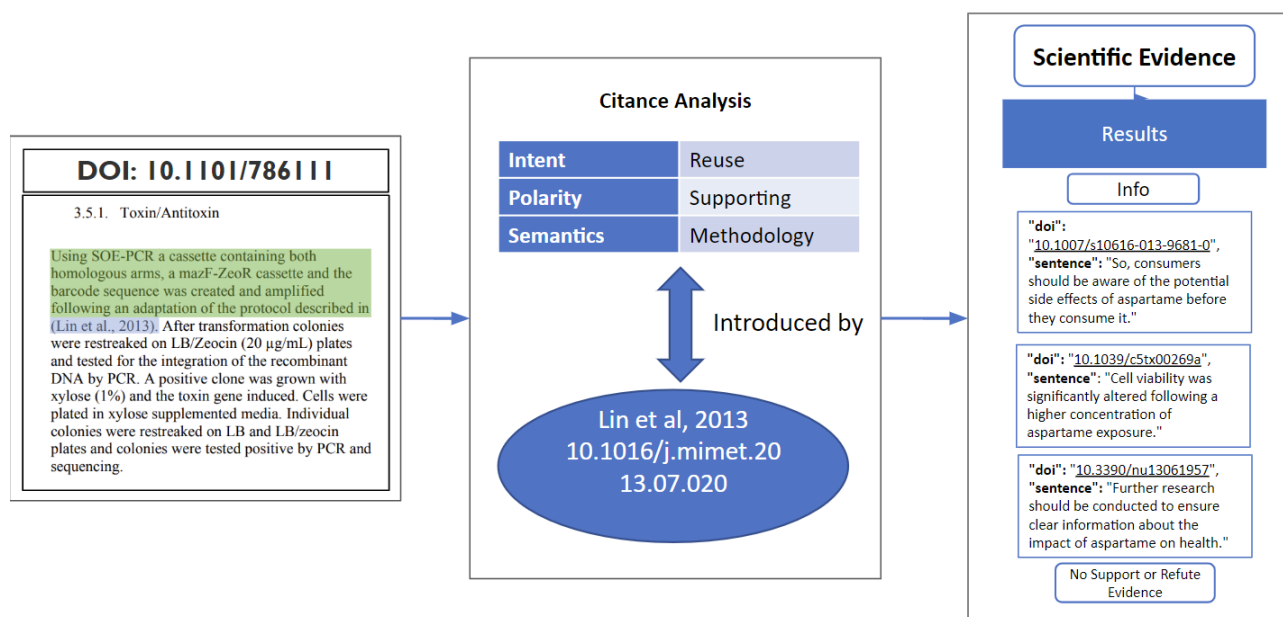 DOI: 10.1101/786111
3.5.1. Toxin/Antitoxin
Using SOE-PCR a cassette containing both
homologous arms, a mazF-ZeoR cassette and the
barcode sequence was created and amplified
following an adaptation of the protocol described in
(Lin et al., 2013). After transformation colonies
were restreaked on LB/Zeocin (20 μg/mL) plates
and tested for the integration of the recombinant
DNA by PCR. A positive clone was grown with
xylose (1%) and the toxin gene induced. Cells were
plated in xylose supplemented media. Individual
colonies were restreaked on LB and LB/zeocin
plates and colonies were tested positive by PCR and
sequencing.
Citance Analysis
Intent Reuse
Polarity Supporting
Semantics Methodology
Introduced by
Lin et al, 2013
10.1016/j.mimet.20
13.07.020
Scientific Evidence
Results
Info
"doi":
"10.1007/s10616-013-9681-0",
"sentence": "So, consumers
should be aware of the potential
side effects of aspartame before
they consume it."
"doi": "10.1039/c5tx00269a",
"sentence": "Cell viability was
significantly altered following a
higher concentration of
aspartame exposure."
"doi": "10.3390/nu13061957",
"sentence": "Further research
should be conducted to ensure
clear information about the
impact of aspartame on health."
No Support or Refute
Evidence